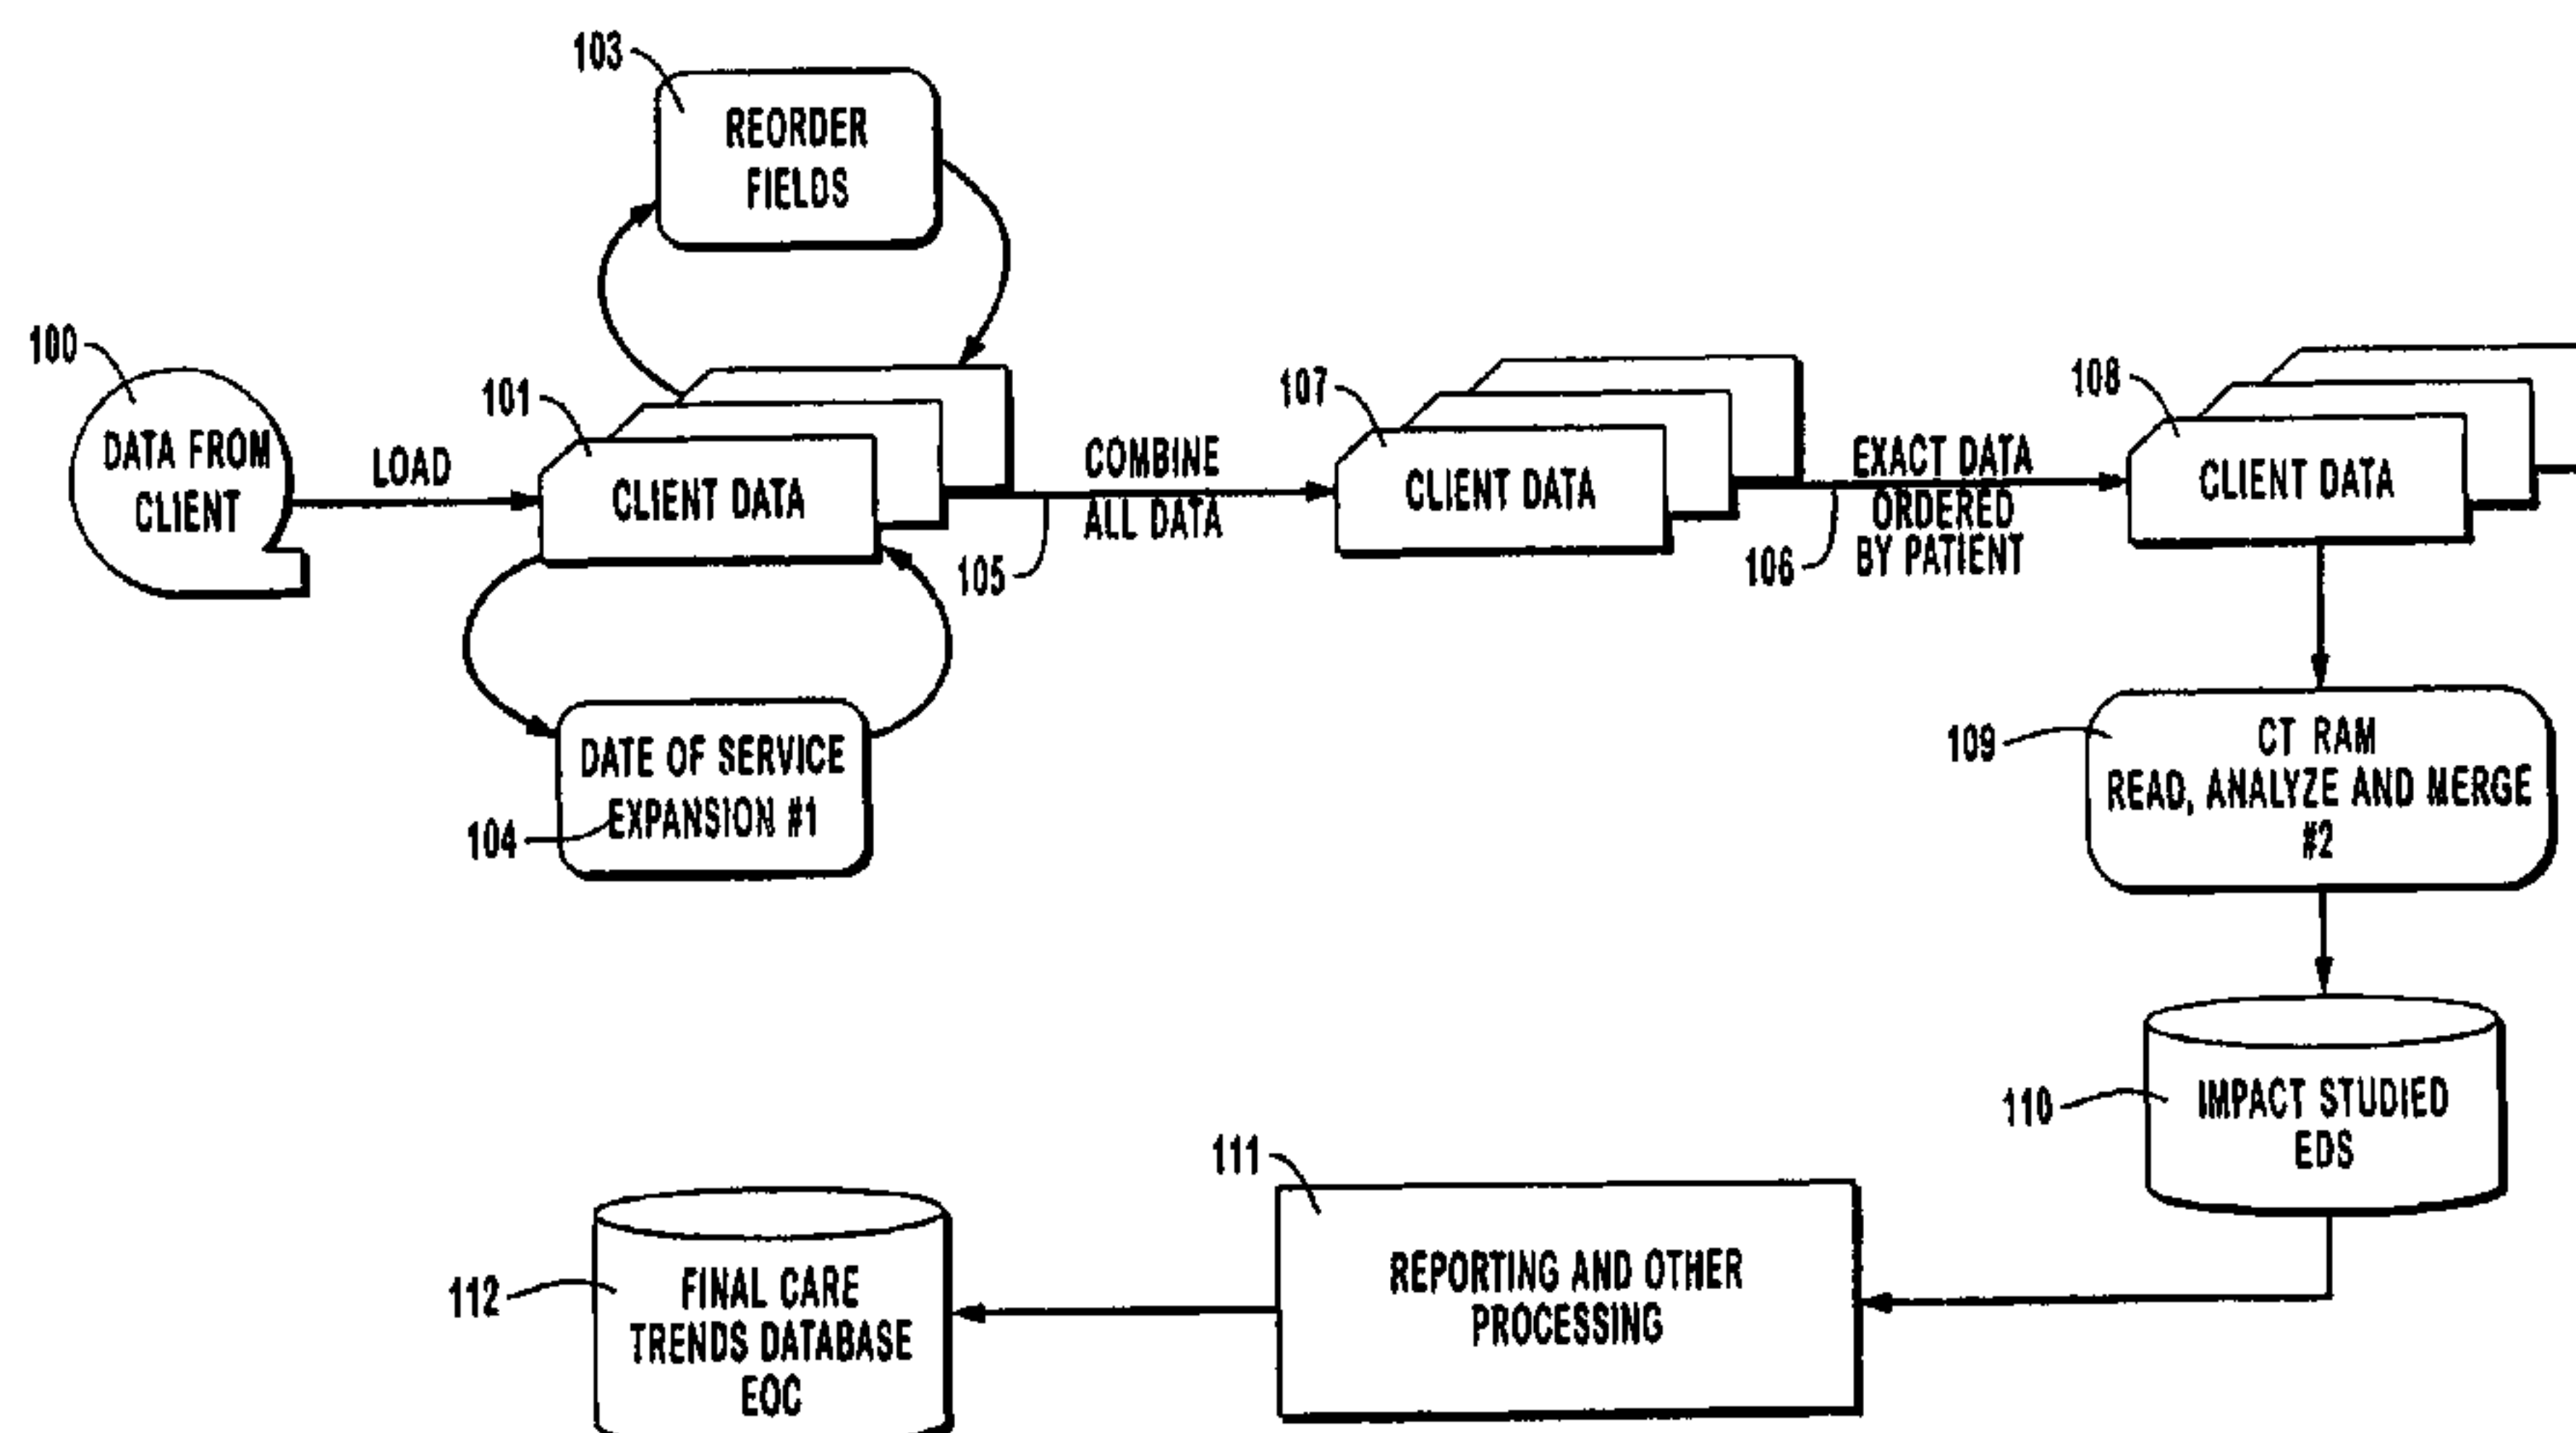 103
REORDER
FIELDS
100
DATA FROM
CLIENT
LOAD
101
CLIENT DATA
COMBINE
ALL DATA
105
107
CLIENT DATA
EXACT DATA
ORDERED
BY PATIENT
106
108
CLIENT DATA
DATE OF SERVICE
EXPANSION #1
104
109
CT RAM
READ, ANALYZE AND MERGE
#2
110
IMPACT STUDIED
EDS
111
REPORTING AND OTHER
PROCESSING
112
FINAL CARE
TRENDS DATABASE
EOC